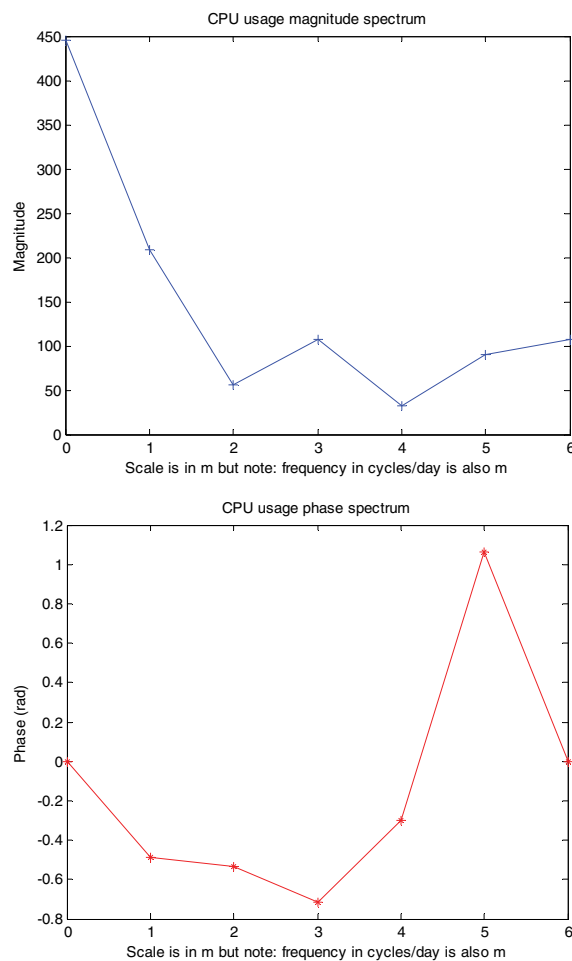 CPU usage magnitude spectrum
450
400
350
300
250
200
150
100
50
0
Magnitude
0 1 2 3 4 5 6
Scale is in m but note: frequency in cycles/day is also m
CPU usage phase spectrum
1.2
1
0.8
0.6
0.4
0.2
0
-0.2
-0.4
-0.6
-0.8
Phase (rad)
0 1 2 3 4 5 6
Scale is in m but note: frequency in cycles/day is also m